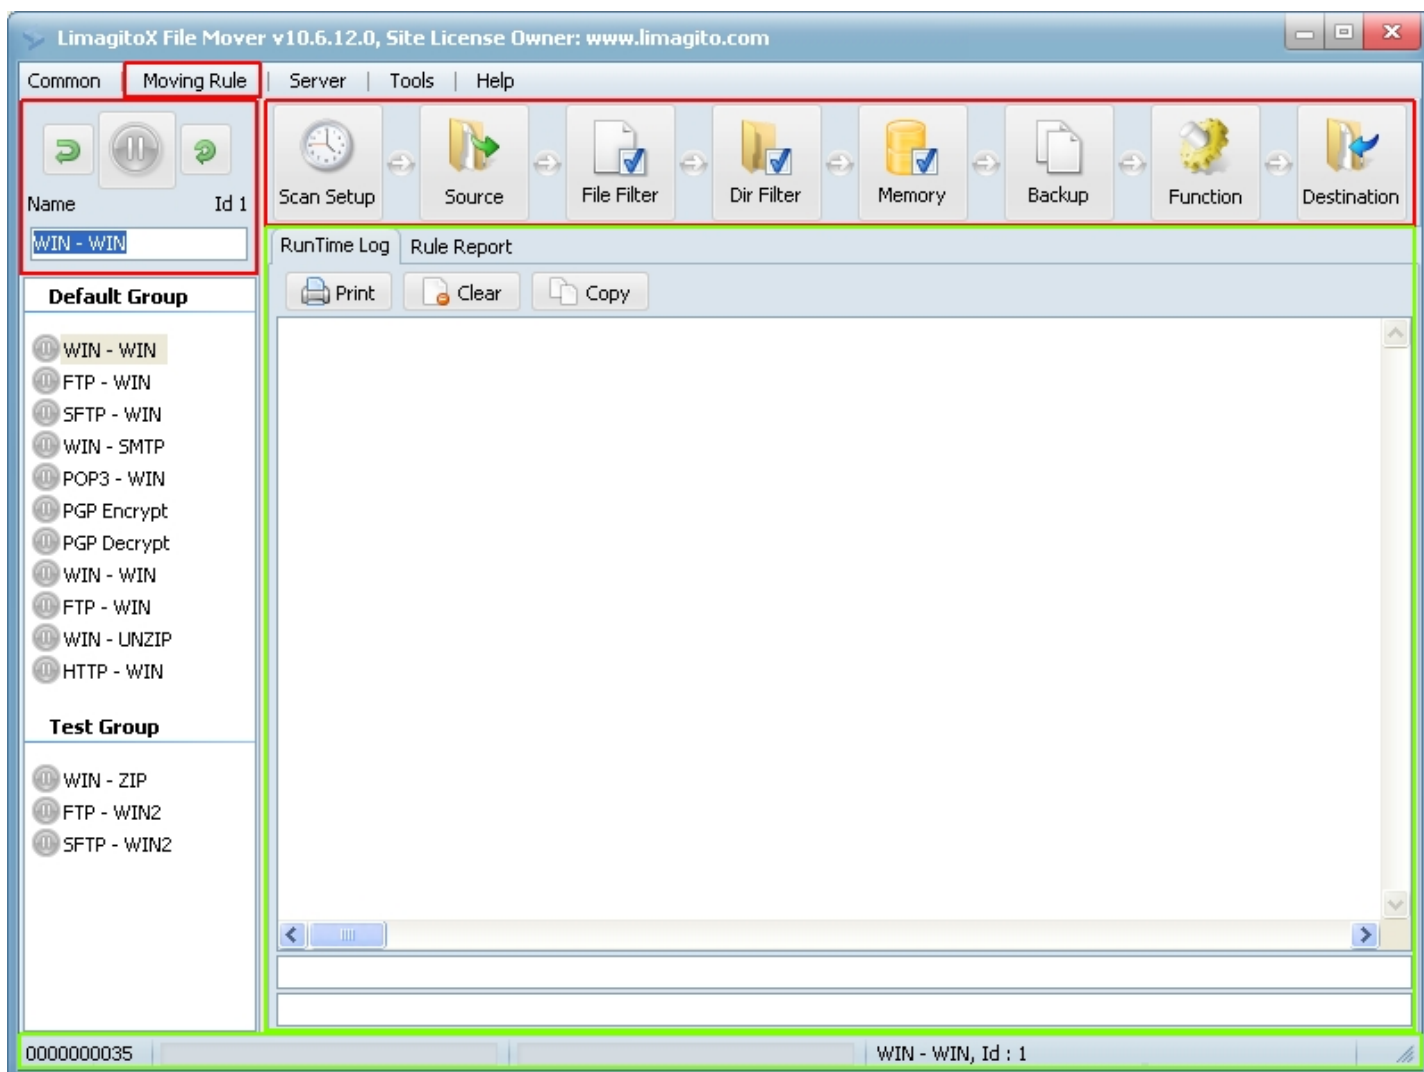 LimagitoX File Mover v10.6.12.0, Site License Owner: www.limagito.com
Common | Moving Rule | Server | Tools | Help
Scan Setup Source File Filter Dir Filter Memory Backup Function Destination
Name Id 1
WIN - WIN
RunTime Log Rule Report
Print Clear Copy
Default Group
WIN - WIN
FTP - WIN
SFTP - WIN
WIN - SMTP
POP3 - WIN
PGP Encrypt
PGP Decrypt
WIN - WIN
FTP - WIN
WIN - UNZIP
HTTP - WIN
Test Group
WIN - ZIP
FTP - WIN2
SFTP - WIN2
0000000035 WIN - WIN, Id : 1